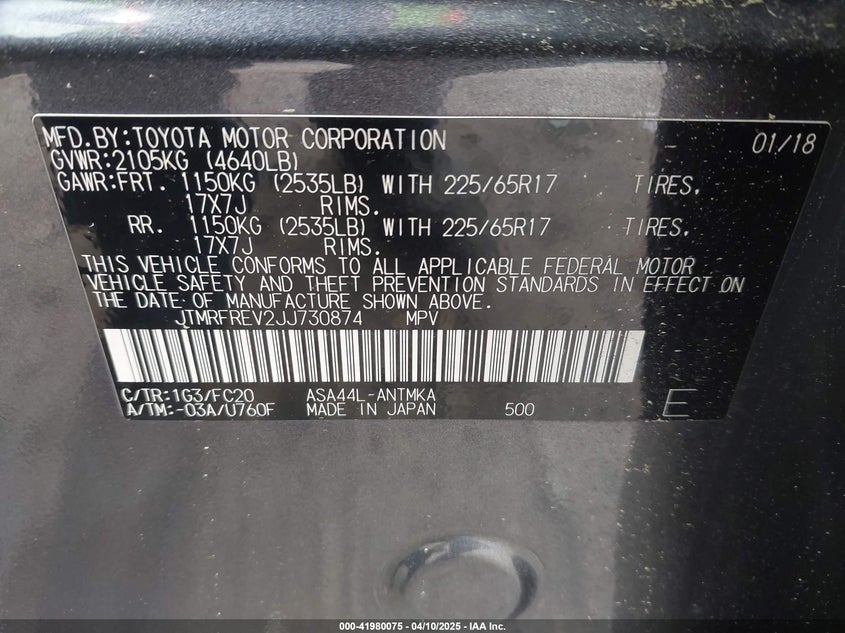 MFD.BY:TOYOTA MOTOR CORPORATION 01/18
GVWR:2105KG (4640LB)
GAWR:FRT. 1150KG (2535LB) WITH 225/65R17 TIRES.
17X7J RIMS.
RR. 1150KG (2535LB) WITH 225/65R17 TIRES.
17X7J RIMS.
THIS VEHICLE CONFORMS TO ALL APPLICABLE FEDERAL MOTOR
VEHICLE SAFETY AND THEFT PREVENTION STANDARDS IN EFFECT ON
THE DATE OF MANUFACTURE SHOWN ABOVE.
JTMRFREV2JJ730874 MPV
C/TR:1G3/FC20 ASA44L-ANTMKA
A/TM:-03A/U760F MADE IN JAPAN 500 E
000-41980075 - 04/10/2025 - IAA Inc.